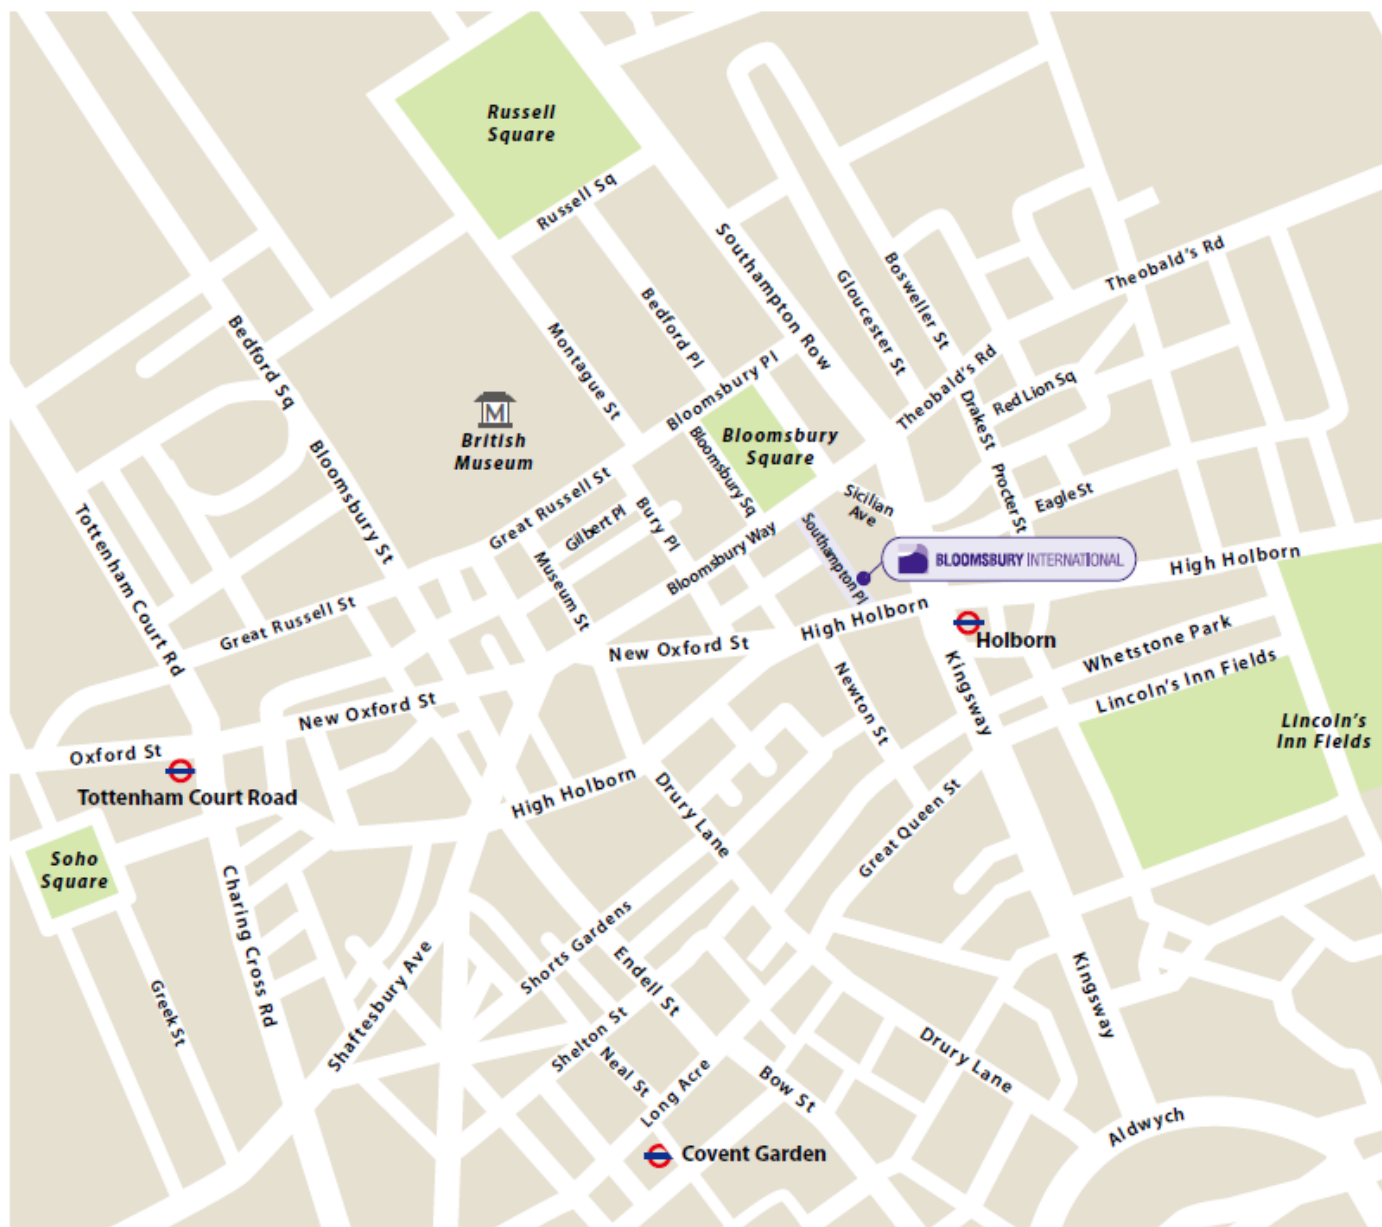 Russell
Square
Russell Sq
Southampton Row
Bosweller St
Gloucester St
Theobald's Rd
Bedford Sq
Montague St
Bedford Pl
Bloomsbury Pl
Theobald's Rd
Red Lion Sq
Drake St
M
British
Museum
Bloomsbury
Square
Bloomsbury Sq
Bloomsbury St
Tottenham Court Rd
Great Russell St
Gilbert Pl
Bury Pl
Museum St
Bloomsbury Way
Sicilian
Ave
Procter St
Eagle St
Southampton Pl
BLOOMSBURY INTERNATIONAL
High Holborn
Great Russell St
High Holborn
Holborn
New Oxford St
Whetstone Park
Lincoln's Inn Fields
Kingsway
Newton St
New Oxford St
Oxford St
Tottenham Court Road
Lincoln's
Inn Fields
High Holborn
Drury Lane
Great Queen St
Soho
Square
Charing Cross Rd
Shorts Gardens
Endell St
Shaftesbury Ave
Greek St
Shelton St
Neal St
Long Acre
Bow St
Drury Lane
Kingsway
Aldwych
Covent Garden